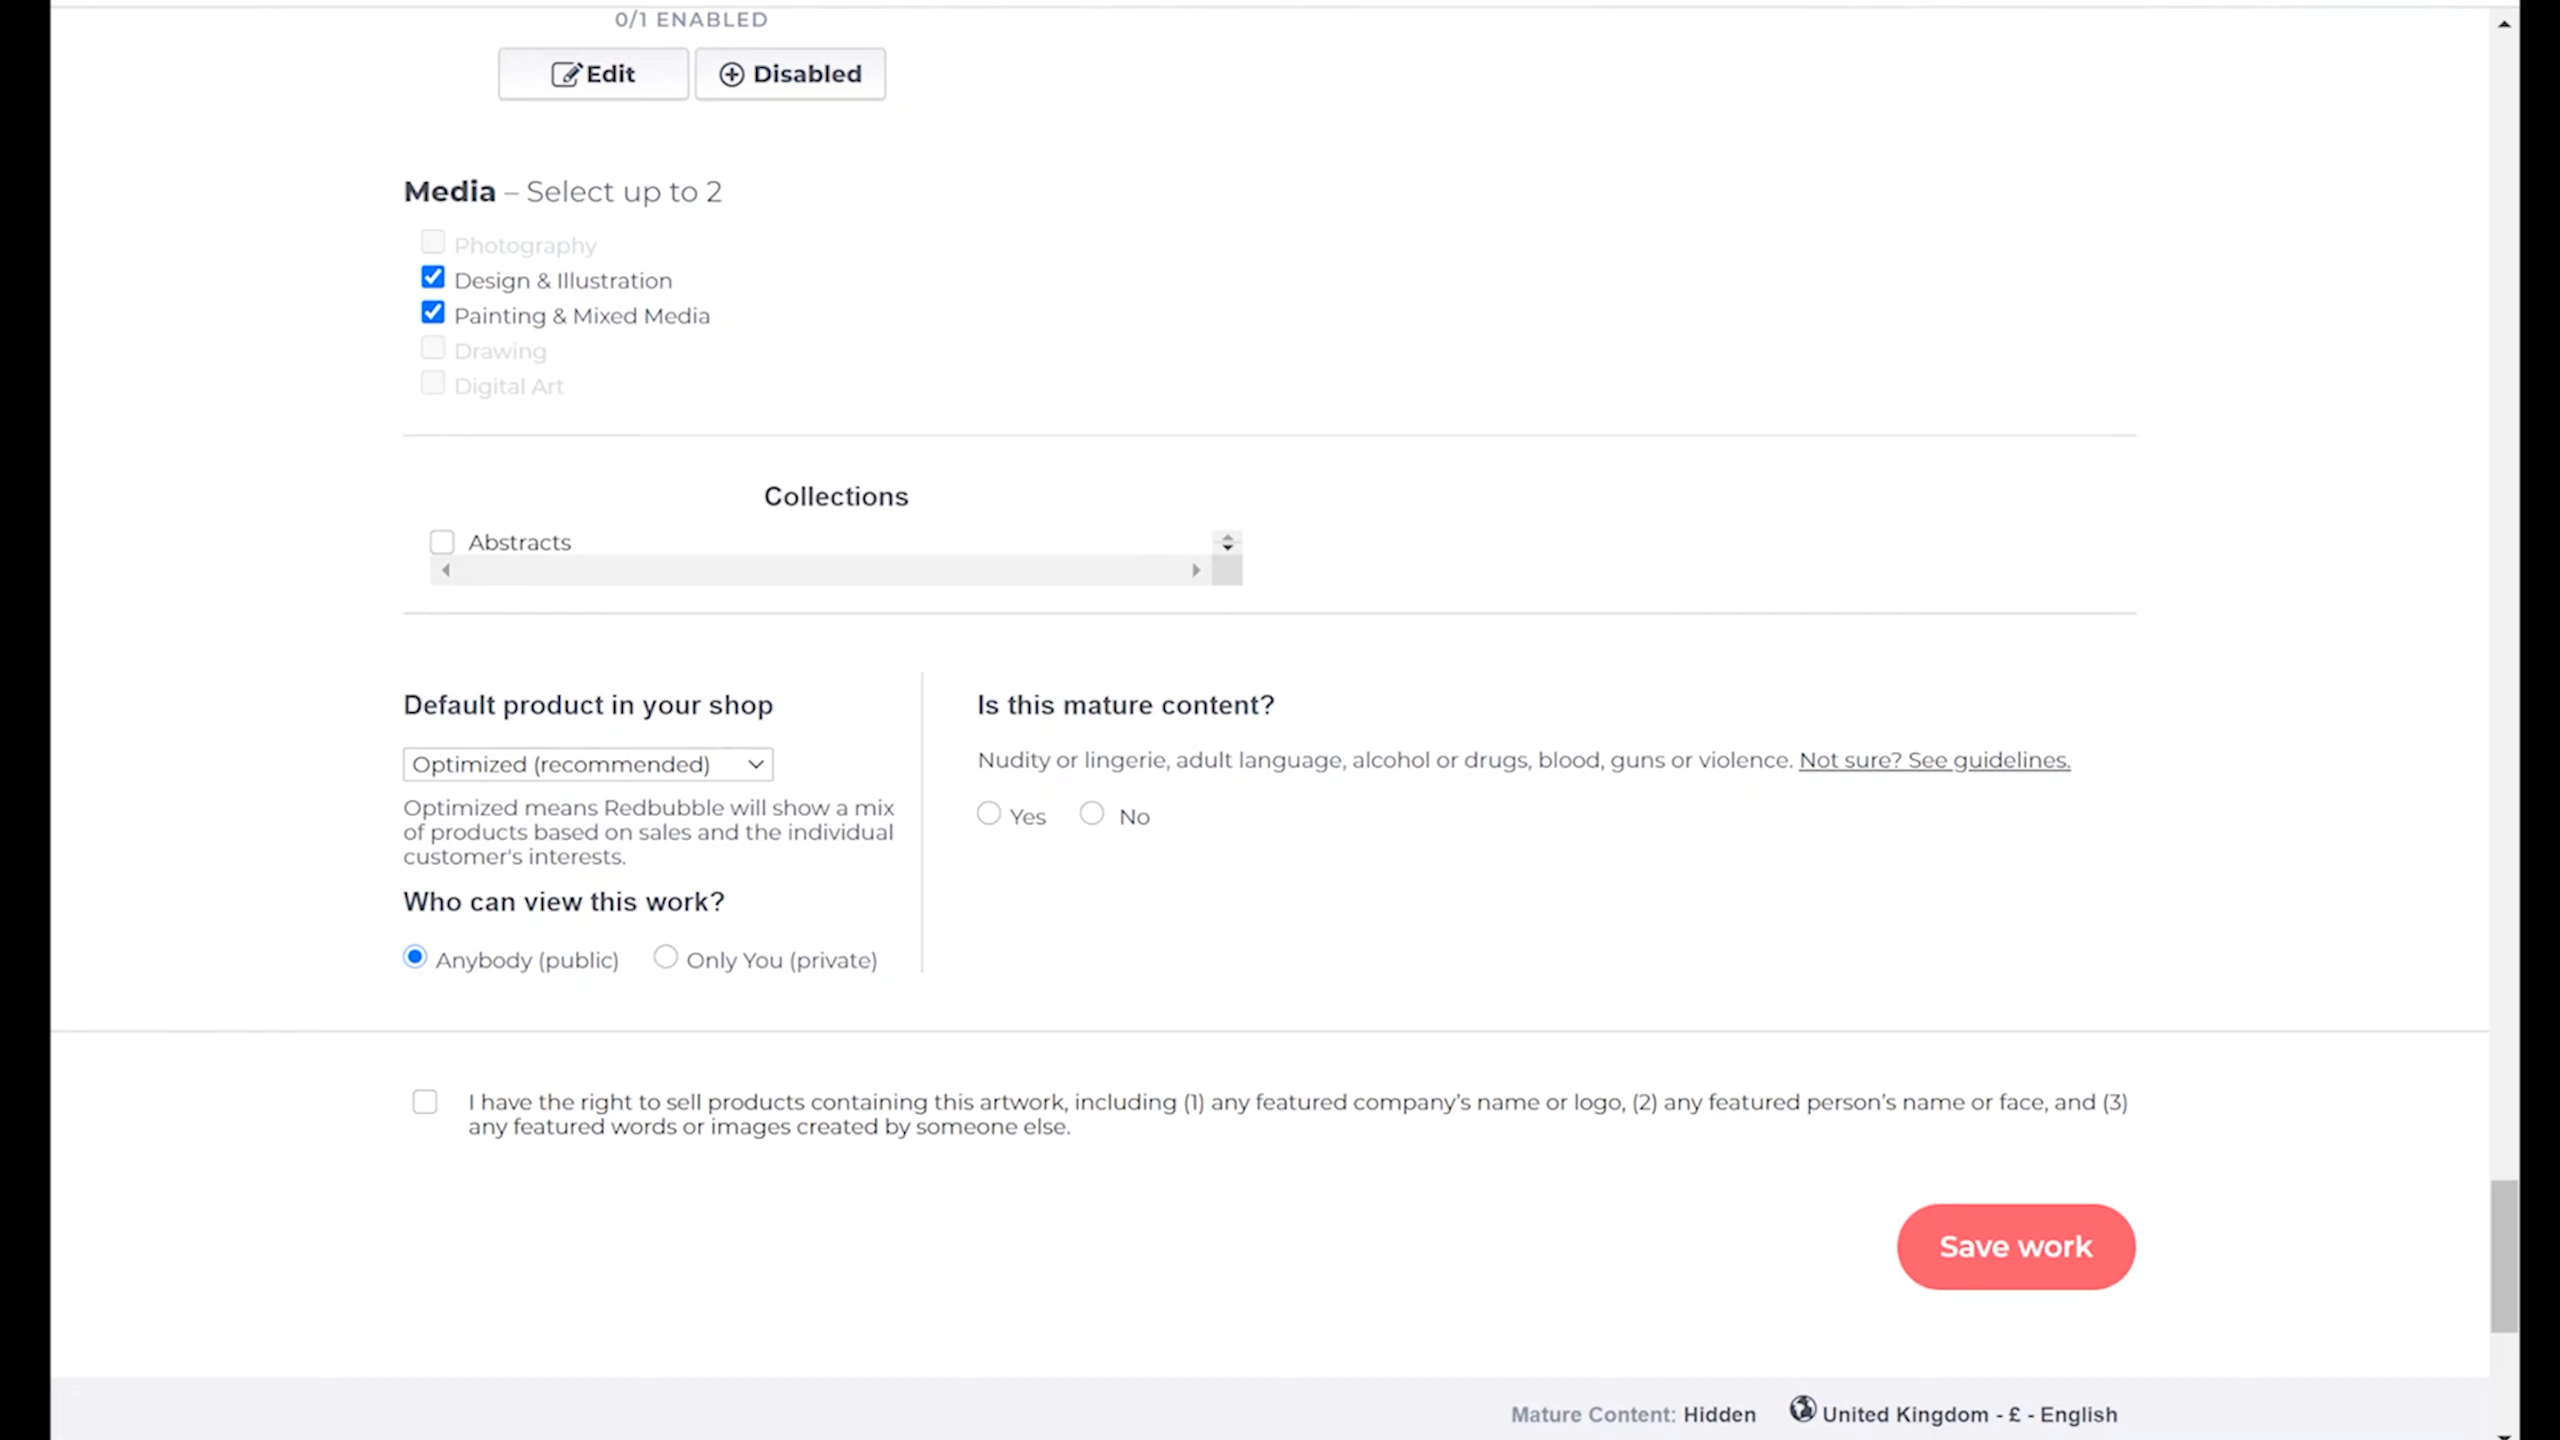 0/1 ENABLED
Edit
Disabled
Media – Select up to 2
Photography
Design & Illustration
Painting & Mixed Media
Drawing
Digital Art
Collections
Abstracts
Default product in your shop
Optimized (recommended)
Optimized means Redbubble will show a mix
of products based on sales and the individual
customer's interests.
Who can view this work?
Anybody (public)
Only You (private)
Is this mature content?
Nudity or lingerie, adult language, alcohol or drugs, blood, guns or violence. Not sure? See guidelines.
Yes
No
I have the right to sell products containing this artwork, including (1) any featured company’s name or logo, (2) any featured person’s name or face, and (3)
any featured words or images created by someone else.
Save work
Mature Content: Hidden
United Kingdom - £ - English